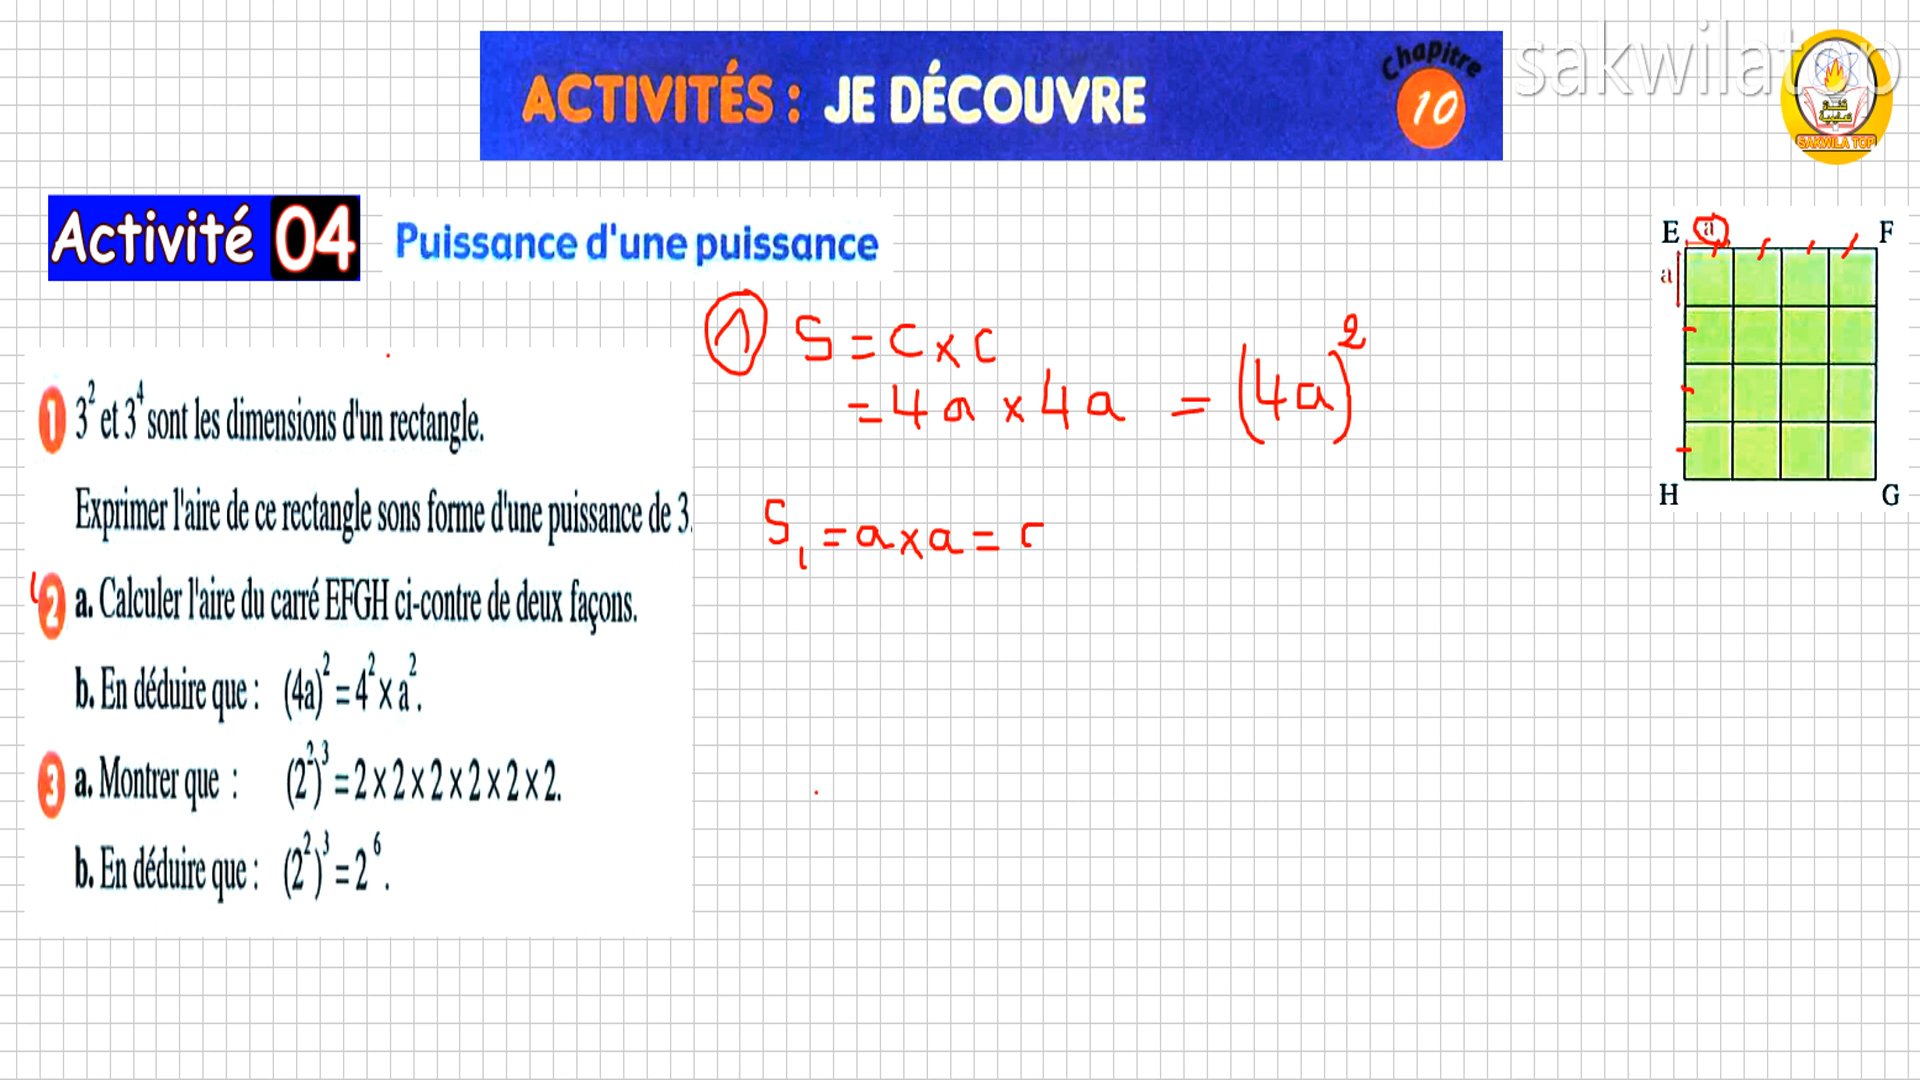 sakwilatop
ACTIVITÉS : JE DÉCOUVRE
Chapitre
10
SAKWILA TOP
Activité 04
Puissance d'une puissance
E a F
a
H G
1 3² et 3⁴ sont les dimensions d'un rectangle.
Exprimer l'aire de ce rectangle sons forme d'une puissance de 3.
2 a. Calculer l'aire du carré EFGH ci-contre de deux façons.
b. En déduire que : (4a)² = 4² × a².
3 a. Montrer que : (2²)³ = 2 × 2 × 2 × 2 × 2 × 2.
b. En déduire que : (2²)³ = 2⁶.
1 S = C × C
= 4a × 4a = (4a)²
S₁ = a × a =